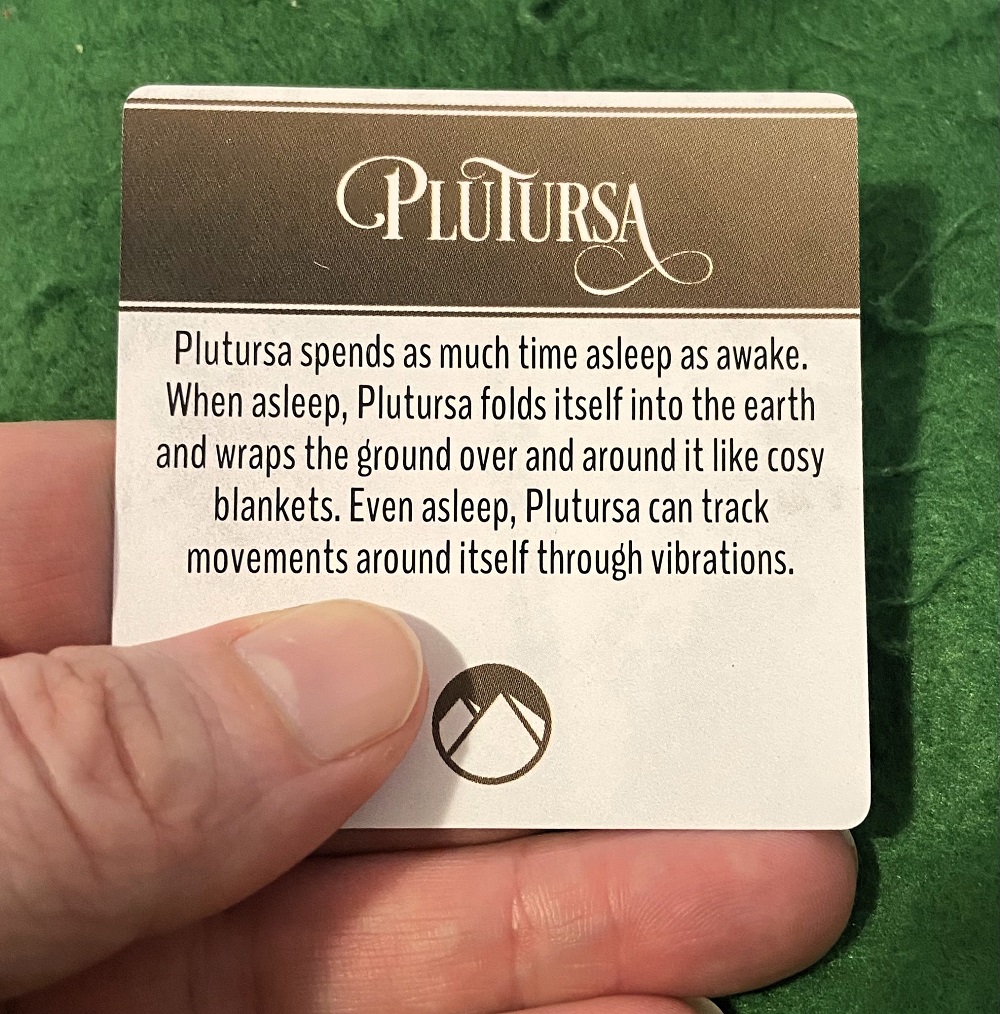 PLUTURSA
Plutursa spends as much time asleep as awake.
When asleep, Plutursa folds itself into the earth
and wraps the ground over and around it like cosy
blankets. Even asleep, Plutursa can track
movements around itself through vibrations.